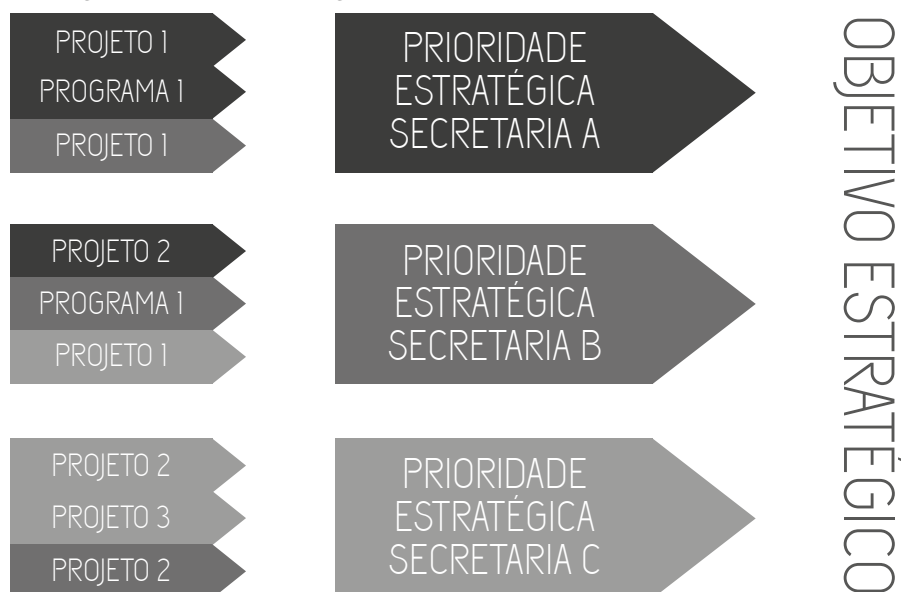 PROJETO 1
PROGRAMA 1
PROJETO 1
PRIORIDADE
ESTRATÉGICA
SECRETARIA A
PROJETO 2
PROGRAMA 1
PROJETO 1
PRIORIDADE
ESTRATÉGICA
SECRETARIA B
PROJETO 2
PROJETO 3
PROJETO 2
PRIORIDADE
ESTRATÉGICA
SECRETARIA C
OBJETIVO ESTRATÉGICO